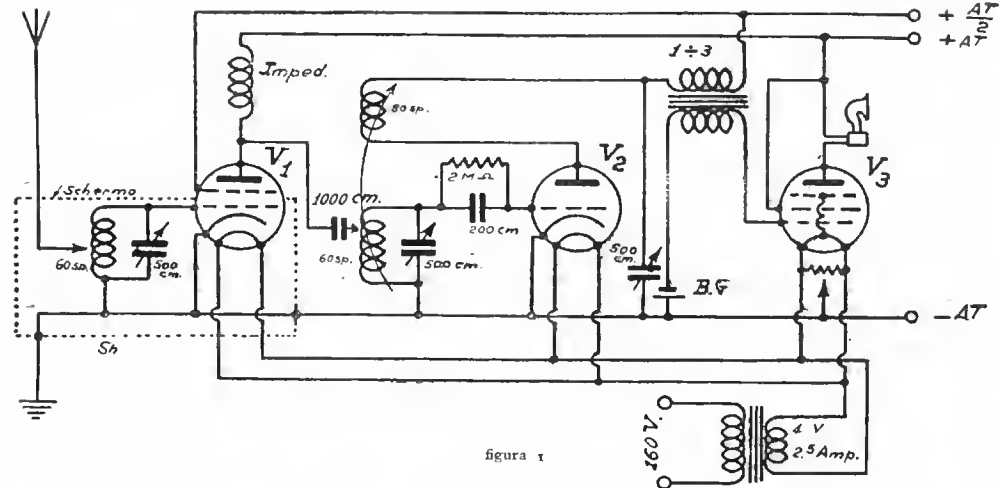 + AT/2
+ AT
1÷3
Imped.
80 sp.
V1
V2
V3
Schermo
2 MΩ
1000 cm.
200 cm
60 sp.
500 cm.
60 sp.
500 cm.
500 cm.
B.G
- AT
Sh
4 V
2.5 Amp.
160 V.
figura 1